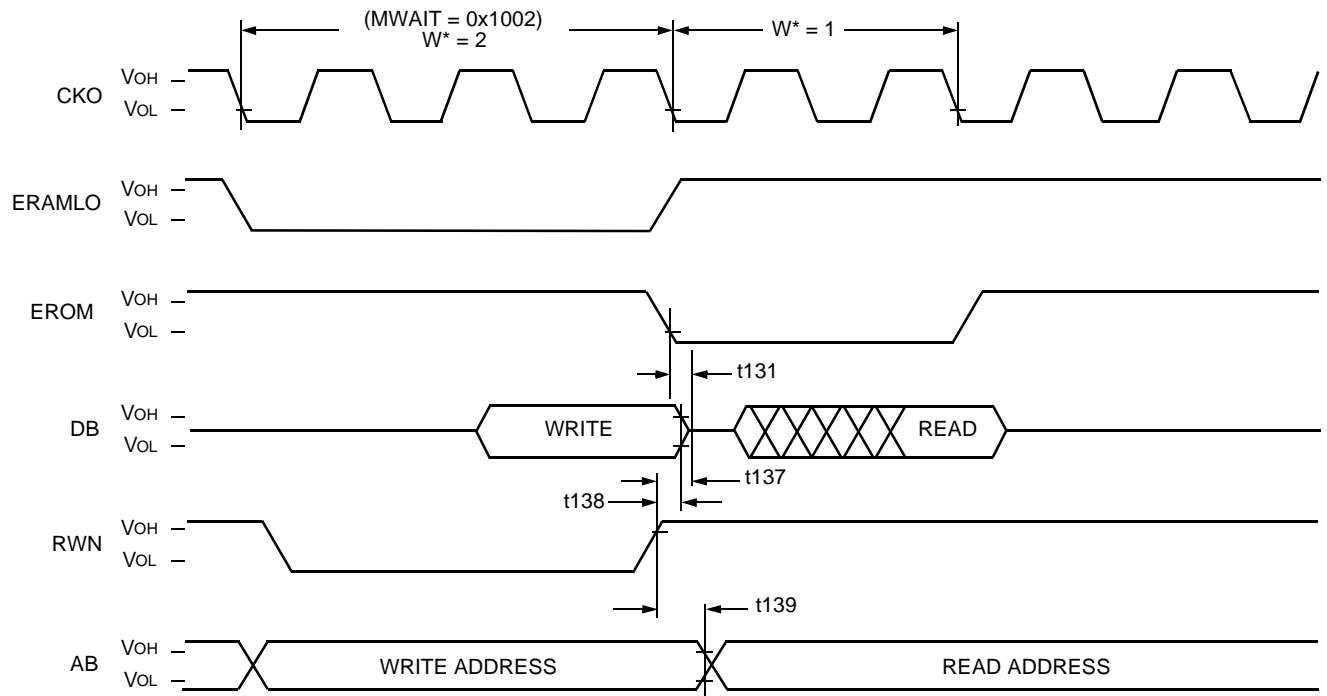 (MWAIT = 0x1002)
W* = 2
W* = 1
CKO
VOH
VOL
ERAMLO
VOH
VOL
EROM
VOH
VOL
t131
DB
VOH
VOL
WRITE
READ
t137
t138
RWN
VOH
VOL
t139
AB
VOH
VOL
WRITE ADDRESS
READ ADDRESS